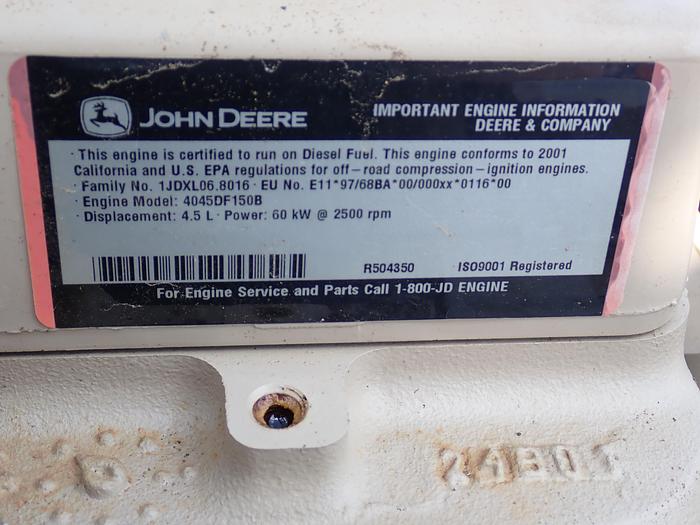 JOHN DEERE
IMPORTANT ENGINE INFORMATION
DEERE & COMPANY
· This engine is certified to run on Diesel Fuel. This engine conforms to 2001
California and U.S. EPA regulations for off-road compression-ignition engines.
· Family No. 1JDXL06.8016 · EU No. E11*97/68BA*00/000xx*0116*00
· Engine Model: 4045DF150B
· Displacement: 4.5 L · Power: 60 kW @ 2500 rpm
R504350 ISO9001 Registered
For Engine Service and Parts Call 1-800-JD ENGINE